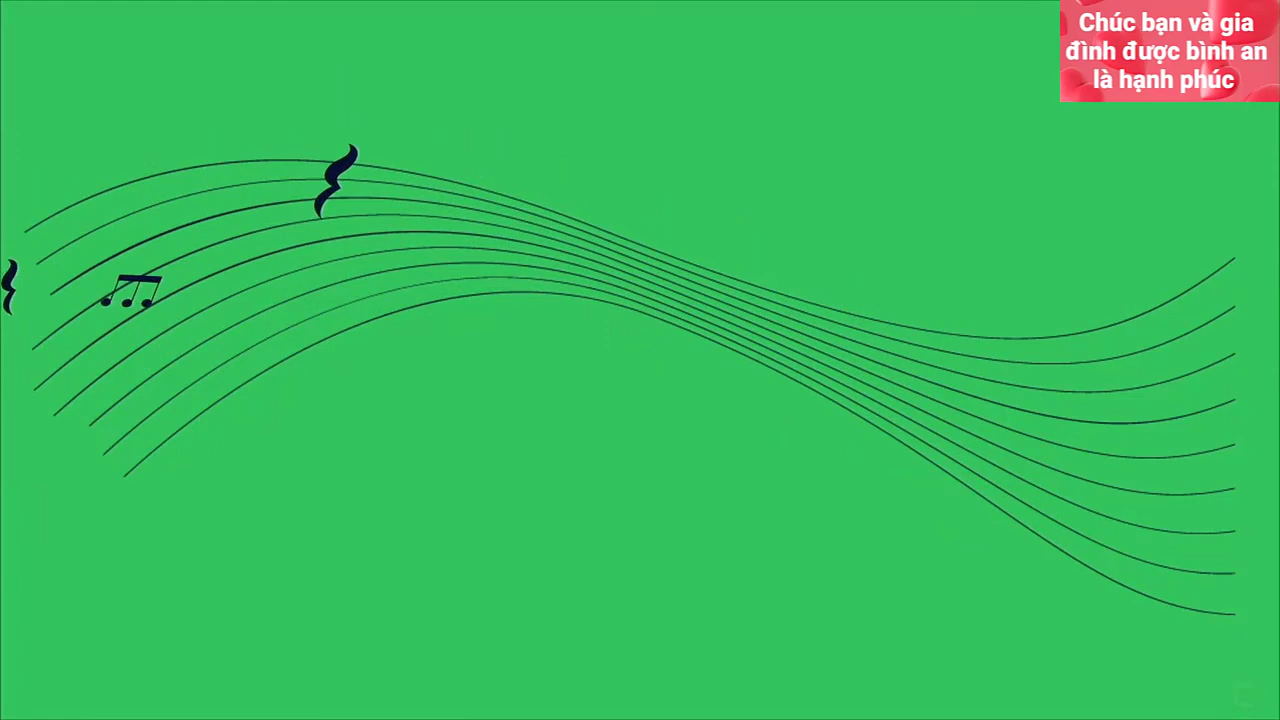 Chúc bạn và gia
đình được bình an
là hạnh phúc